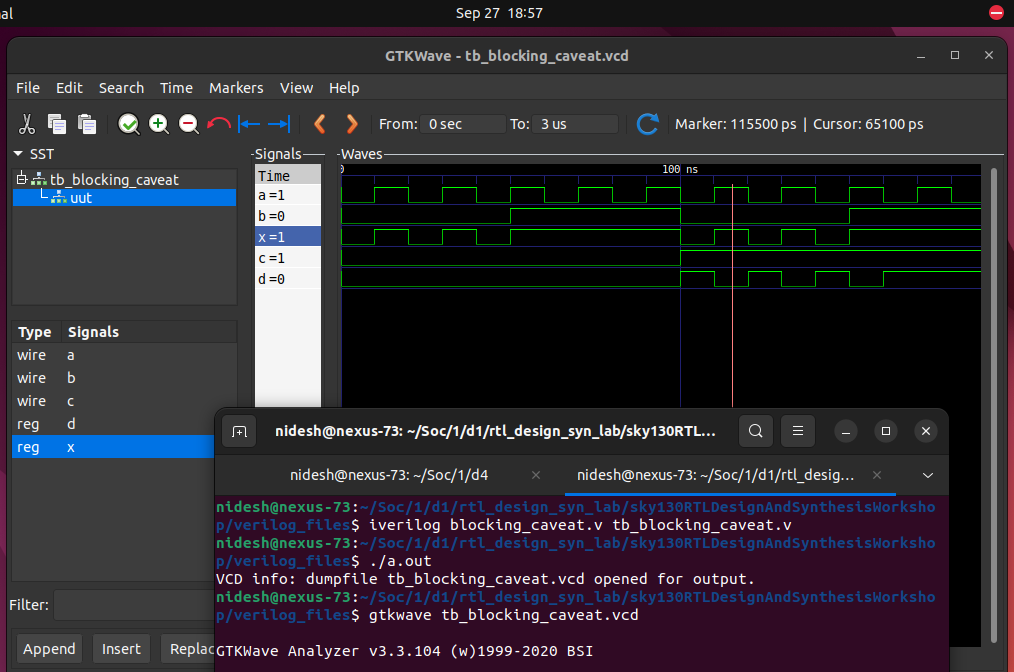 al
Sep 27 18:57
GTKWave - tb_blocking_caveat.vcd
File Edit Search Time Markers View Help
From: 0 sec To: 3 us Marker: 115500 ps | Cursor: 65100 ps
SST
tb_blocking_caveat
uut
Signals
Time
a=1
b=0
x=1
c=1
d=0
Waves
0 100 ns
Type Signals
wire a
wire b
wire c
reg d
reg x
Filter:
Append Insert Replac
nidesh@nexus-73: ~/Soc/1/d1/rtl_design_syn_lab/sky130RTL...
nidesh@nexus-73: ~/Soc/1/d4 nidesh@nexus-73: ~/Soc/1/d1/rtl_desig...
nidesh@nexus-73:~/Soc/1/d1/rtl_design_syn_lab/sky130RTLDesignAndSynthesisWorksho
p/verilog_files$ iverilog blocking_caveat.v tb_blocking_caveat.v
nidesh@nexus-73:~/Soc/1/d1/rtl_design_syn_lab/sky130RTLDesignAndSynthesisWorksho
p/verilog_files$ ./a.out
VCD info: dumpfile tb_blocking_caveat.vcd opened for output.
nidesh@nexus-73:~/Soc/1/d1/rtl_design_syn_lab/sky130RTLDesignAndSynthesisWorksho
p/verilog_files$ gtkwave tb_blocking_caveat.vcd
GTKWave Analyzer v3.3.104 (w)1999-2020 BSI